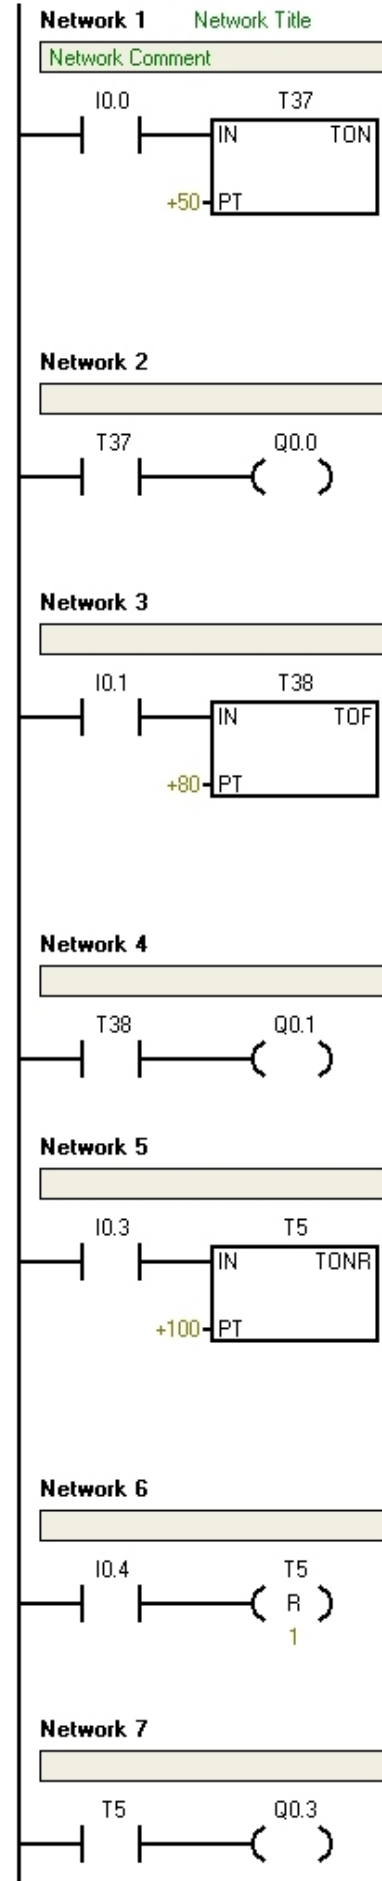 Network 1 Network Title
Network Comment
I0.0 T37
IN TON
+50 PT
Network 2
T37 Q0.0
Network 3
I0.1 T38
IN TOF
+80 PT
Network 4
T38 Q0.1
Network 5
I0.3 T5
IN TONR
+100 PT
Network 6
I0.4 T5
R
1
Network 7
T5 Q0.3